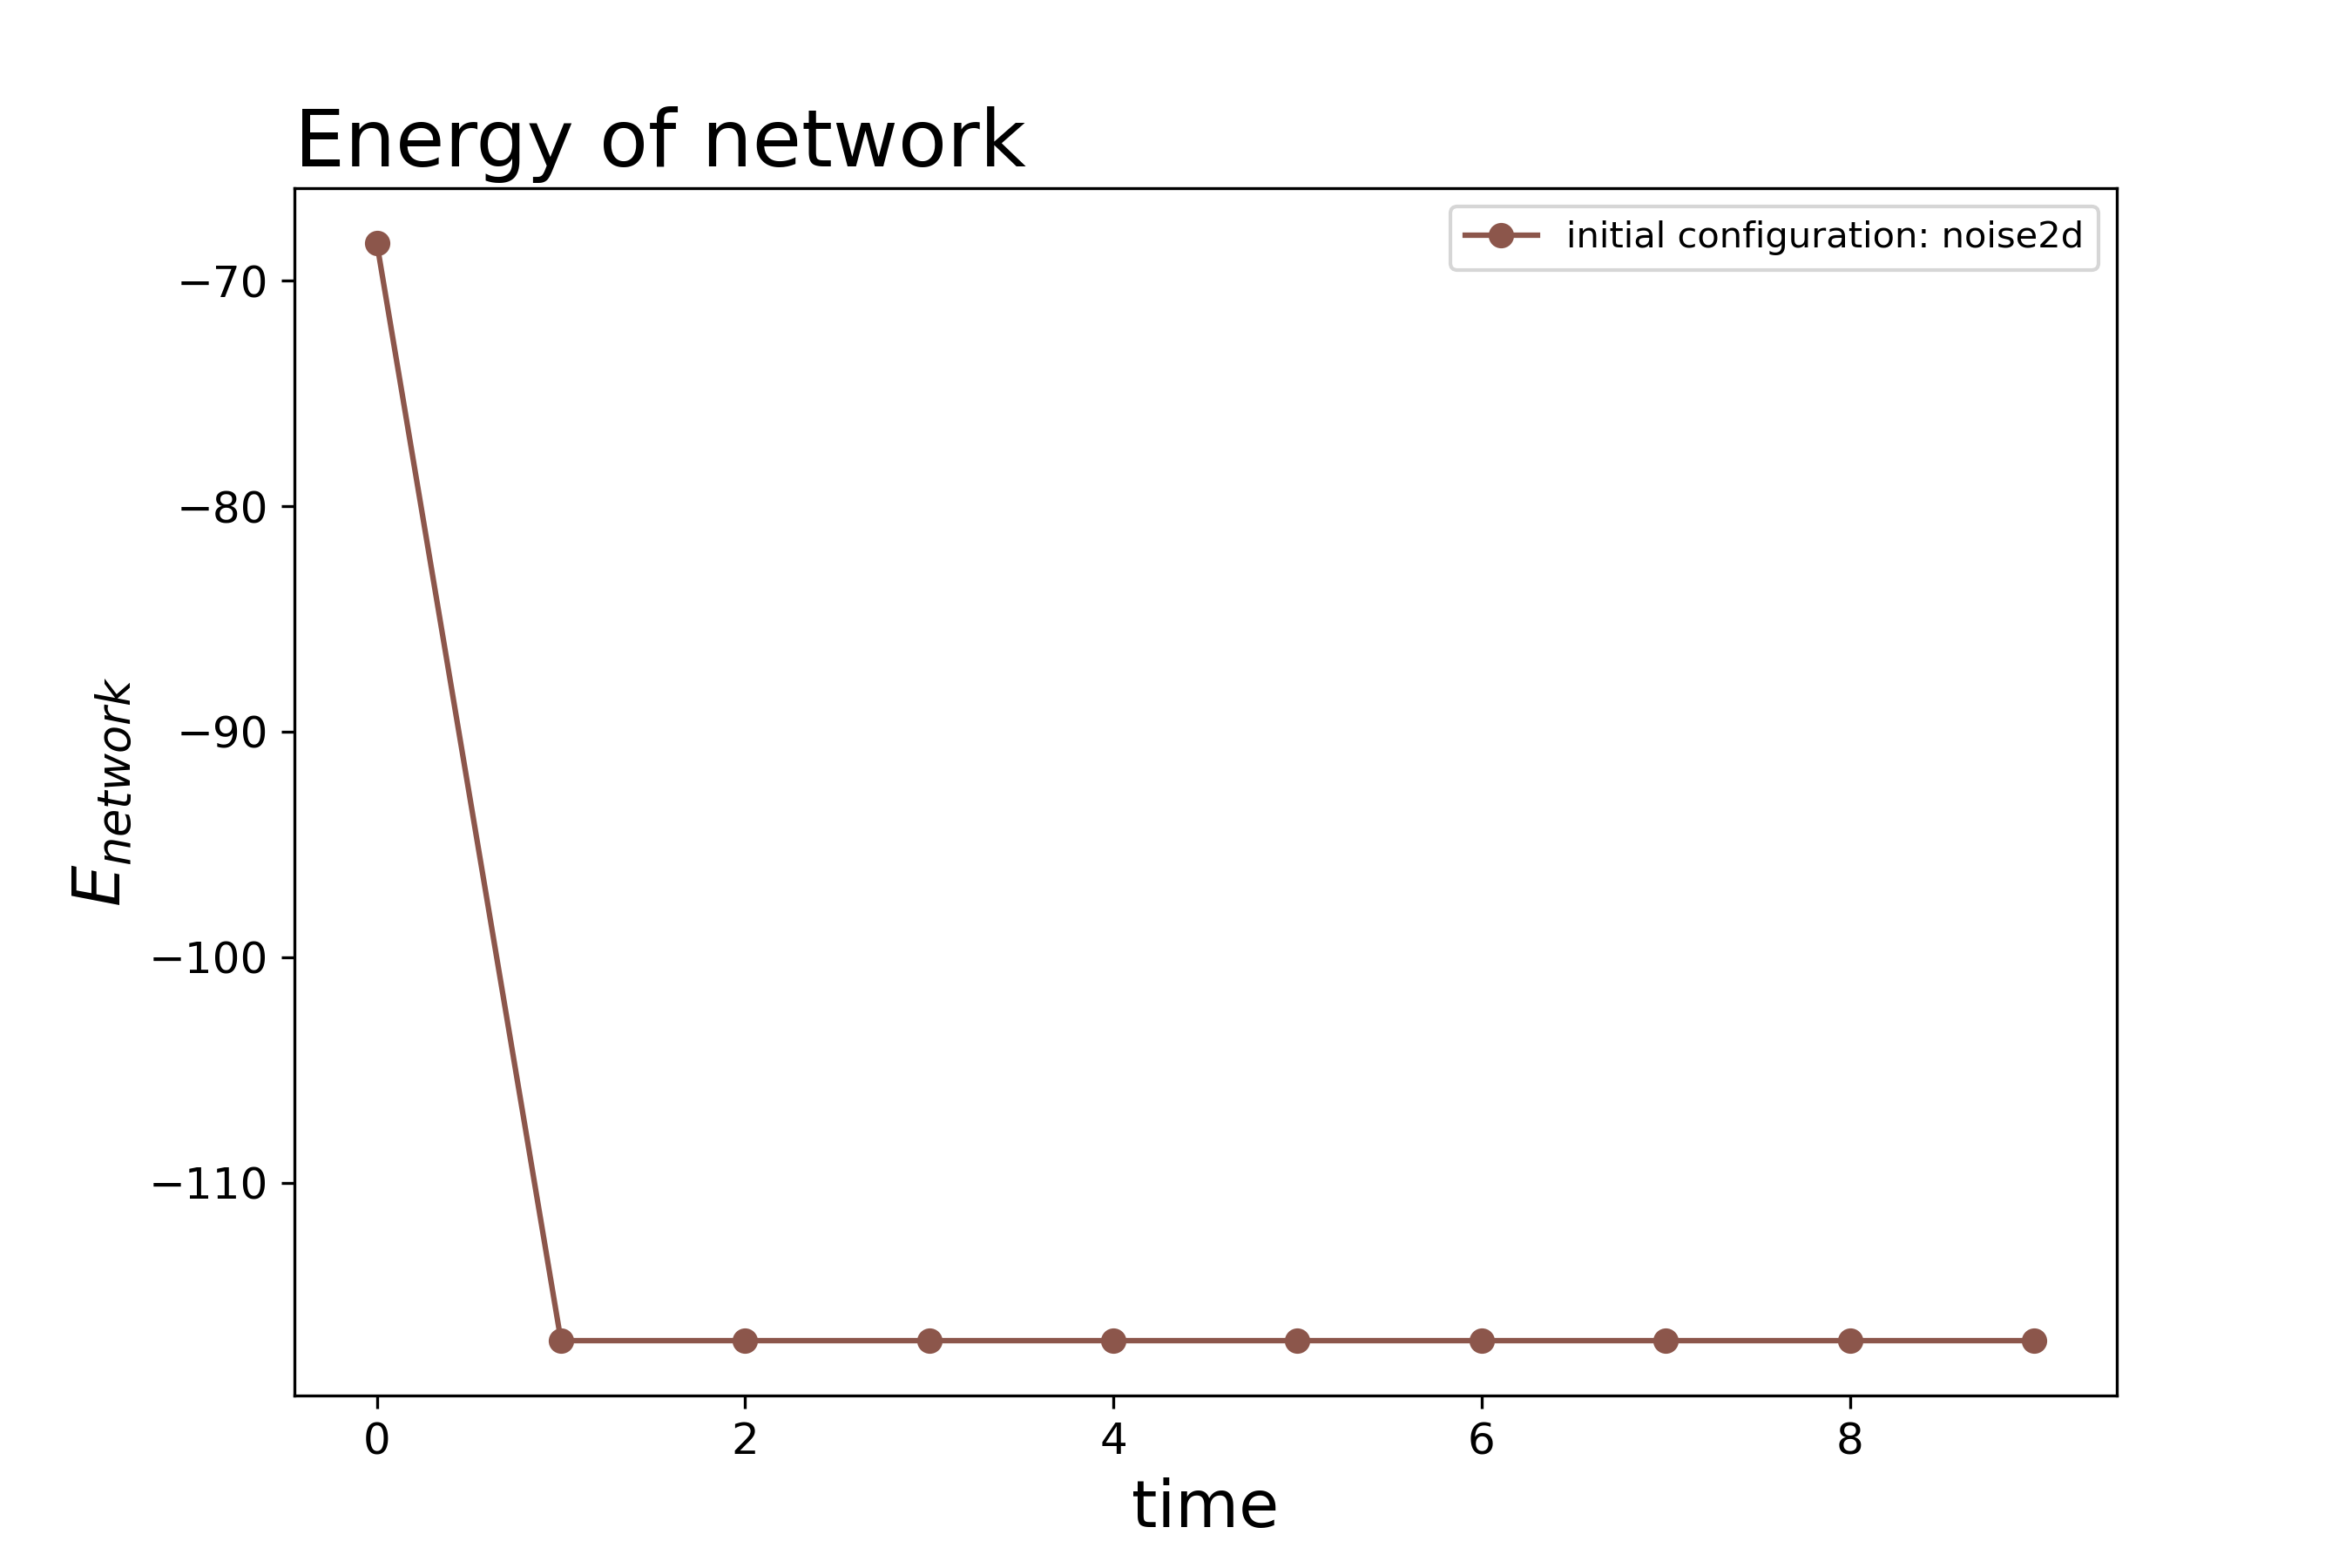 Energy of network
initial configuration: noise2d
−70
−80
−90
−100
−110
E_network
0 2 4 6 8
time